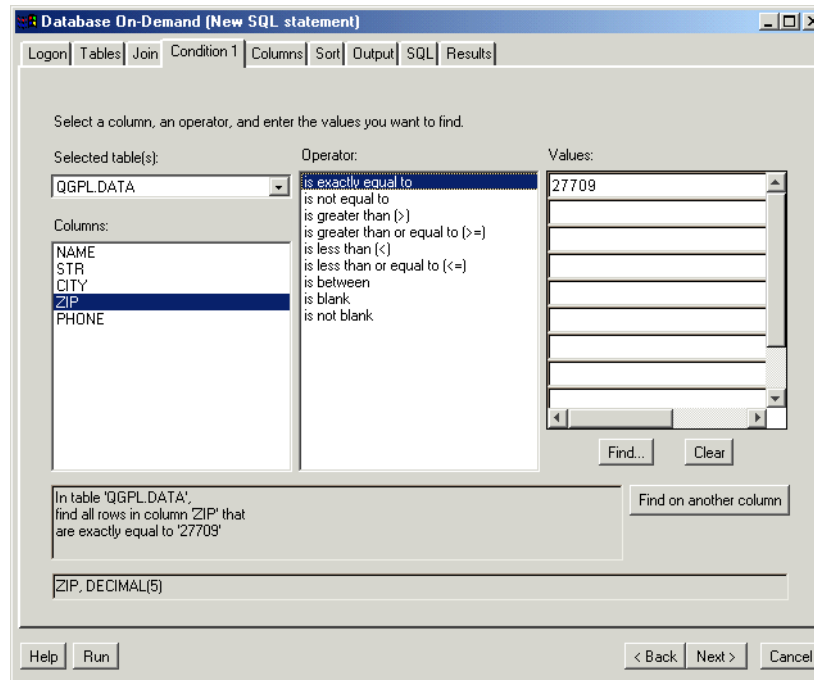 Database On-Demand (New SQL statement)
Logon Tables Join Condition 1 Columns Sort Output SQL Results
Select a column, an operator, and enter the values you want to find.
Selected table(s):
QGPL.DATA
Columns:
NAME
STR
CITY
ZIP
PHONE
Operator:
is exactly equal to
is not equal to
is greater than (>)
is greater than or equal to (>=)
is less than (<)
is less than or equal to (<=)
is between
is blank
is not blank
Values:
27709
Find... Clear
In table 'QGPL.DATA',
find all rows in column 'ZIP' that
are exactly equal to '27709'
Find on another column
ZIP, DECIMAL(5)
Help Run < Back Next > Cancel